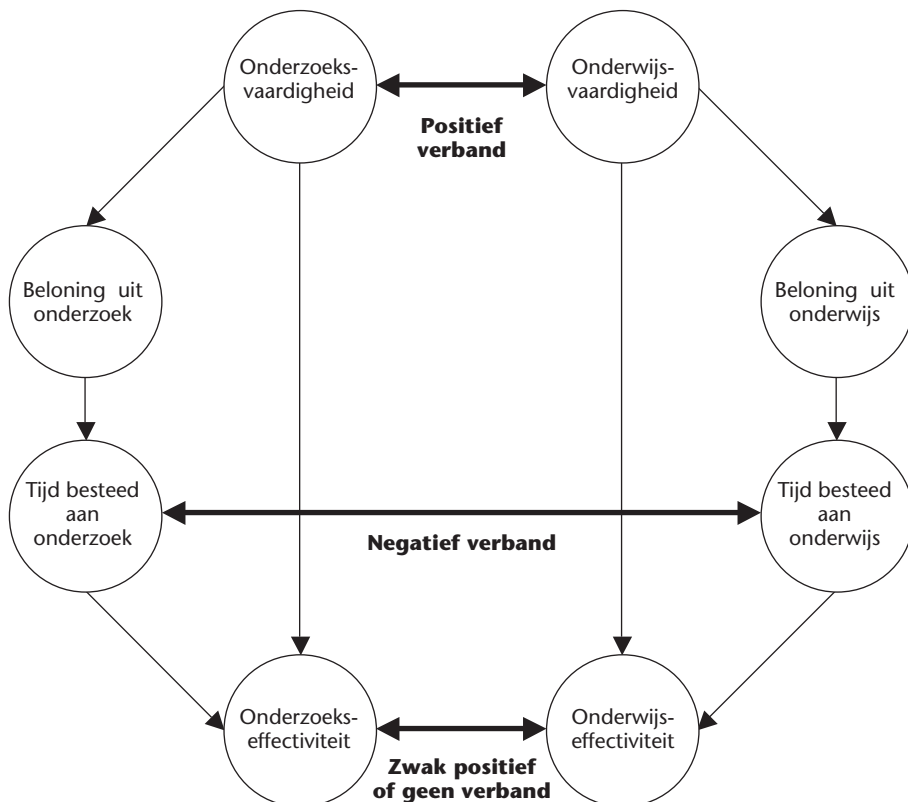 Onderzoeks-
vaardigheid
Onderwijs-
vaardigheid
Positief
verband
Beloning uit
onderzoek
Beloning uit
onderwijs
Tijd besteed
aan
onderzoek
Tijd besteed
aan
onderwijs
Negatief verband
Onderzoeks-
effectiviteit
Onderwijs-
effectiviteit
Zwak positief
of geen verband